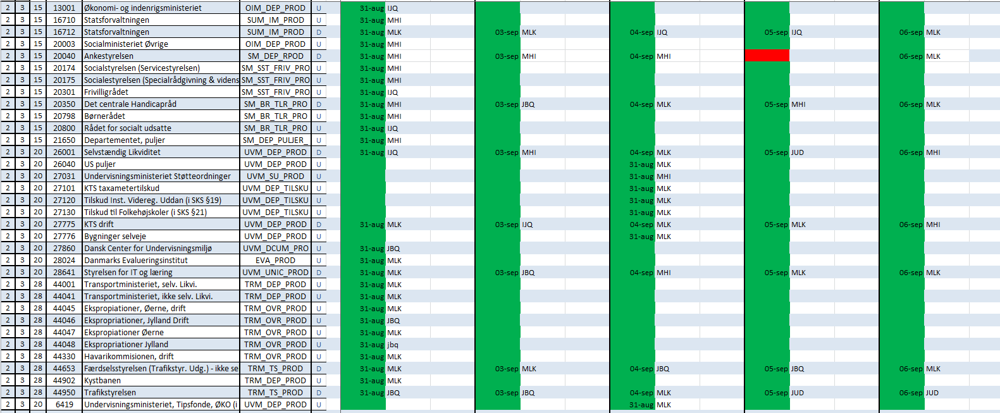 2 3 15 13001 Økonomi- og indenrigsministeriet OIM_DEP_PROD U 31-aug IJQ
2 3 15 16710 Statsforvaltningen SUM_IM_PROD U 31-aug MHI
2 3 15 16712 Statsforvaltningen SUM_IM_PROD D 31-aug MLK 03-sep MLK 04-sep IJQ 05-sep IJQ 06-sep MLK
2 3 15 20003 Socialministeriet Øvrige OIM_DEP_PROD U 31-aug MHI
2 3 15 20040 Ankestyrelsen SM_DEP_RPOD D 31-aug MHI 03-sep MHI 04-sep MHI 06-sep MLK
2 3 15 20174 Socialstyrelsen (Servicestyrelsen) SM_SST_FRIV_PRO U 31-aug MHI
2 3 15 20175 Socialestyrelsen (Specialrådgivning & videns SM_SST_FRIV_PRO U 31-aug MHI
2 3 15 20301 Frivilligrådet SM_SST_FRIV_PRO U 31-aug IJQ
2 3 15 20350 Det centrale Handicapråd SM_BR_TLR_PRO D 31-aug MHI 03-sep JBQ 04-sep MLK 05-sep MHI 06-sep MLK
2 3 15 20798 Børnerådet SM_BR_TLR_PRO U 31-aug MHI
2 3 15 20800 Rådet for socialt udsatte SM_BR_TLR_PRO U 31-aug IJQ
2 3 15 21650 Departementet, puljer SM_DEP_PULJER_ U 31-aug MHI
2 3 20 26001 Selvstændig Likviditet UVM_DEP_PROD D 31-aug IJQ 03-sep MHI 04-sep MLK 05-sep JUD 06-sep MHI
2 3 20 26040 US puljer UVM_DEP_PROD U 31-aug MLK
2 3 20 27031 Undervisningsministeriet Støtteordninger UVM_SU_PROD U 31-aug MHI
2 3 20 27101 KTS taxametertilskud UVM_DEP_TILSKU U 31-aug MLK
2 3 20 27120 Tilskud Inst. Videreg. Uddan (i SKS §19) UVM_DEP_TILSKU U 31-aug MLK
2 3 20 27130 Tilskud til Folkehøjskoler (i SKS §21) UVM_DEP_TILSKU U 31-aug MLK
2 3 20 27775 KTS drift UVM_DEP_PROD D 31-aug MLK 03-sep IJQ 04-sep MLK 05-sep MLK 06-sep MHI
2 3 20 27776 Bygninger selveje UVM_DEP_PROD U 31-aug MLK
2 3 20 27860 Dansk Center for Undervisningsmiljø UVM_DCUM_PRO U 31-aug JBQ
2 3 20 28024 Danmarks Evalueringsinstitut EVA_PROD U 31-aug MLK
2 3 20 28641 Styrelsen for IT og læring UVM_UNIC_PROD D 31-aug MLK 03-sep JBQ 04-sep MHI 05-sep MLK 06-sep MLK
2 3 28 44001 Transportministeriet, selv. Likvi. TRM_DEP_PROD U 31-aug MLK
2 3 28 44041 Transportministeriet, ikke selv. Likvi. TRM_DEP_PROD U 31-aug MLK
2 3 28 44045 Ekspropiationer, Øerne, drift TRM_OVR_PROD U 31-aug MLK
2 3 28 44046 Ekspropriationer, Jylland Drift TRM_OVR_PROD U 31-aug JBQ
2 3 28 44047 Ekspropiationer Øerne TRM_OVR_PROD U 31-aug MLK
2 3 28 44048 Ekspropriationer Jylland TRM_OVR_PROD U 31-aug jbq
2 3 28 44330 Havarikommisionen, drift TRM_OVR_PROD U 31-aug MLK
2 3 28 44653 Færdselsstyrelsen (Trafikstyr. Udg.) - ikke se TRM_TS_PROD D 31-aug MLK 03-sep MLK 04-sep JBQ 05-sep JBQ 06-sep MLK
2 3 28 44902 Kystbanen TRM_DEP_PROD U 31-aug MLK
2 3 28 44950 Trafikstyrelsen TRM_TS_PROD D 31-aug JBQ 03-sep JBQ 04-sep MLK 05-sep JUD 06-sep JUD
2 3 20 6419 Undervisningsministeriet, Tipsfonde, ØKO (i UVM_DEP_PROD U 31-aug MLK